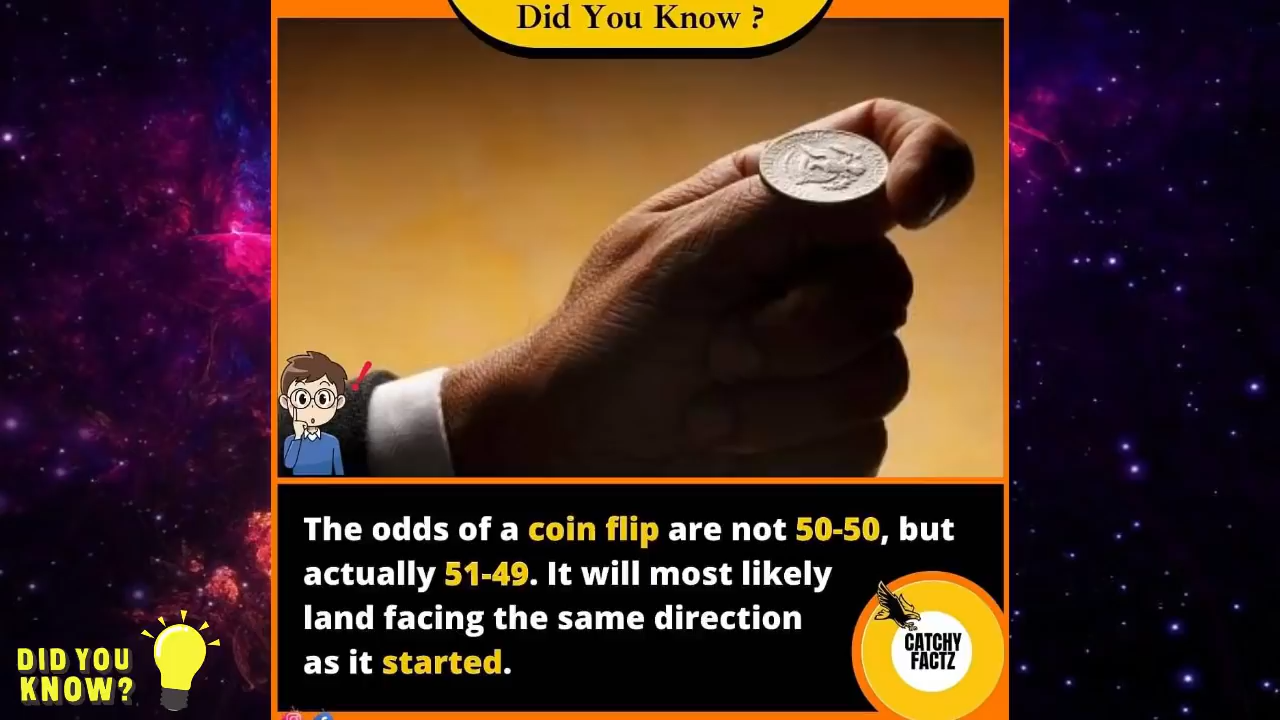 Did You Know ?
The odds of a coin flip are not 50-50, but
actually 51-49. It will most likely
land facing the same direction
as it started.
CATCHY
FACTZ
DID YOU
KNOW?